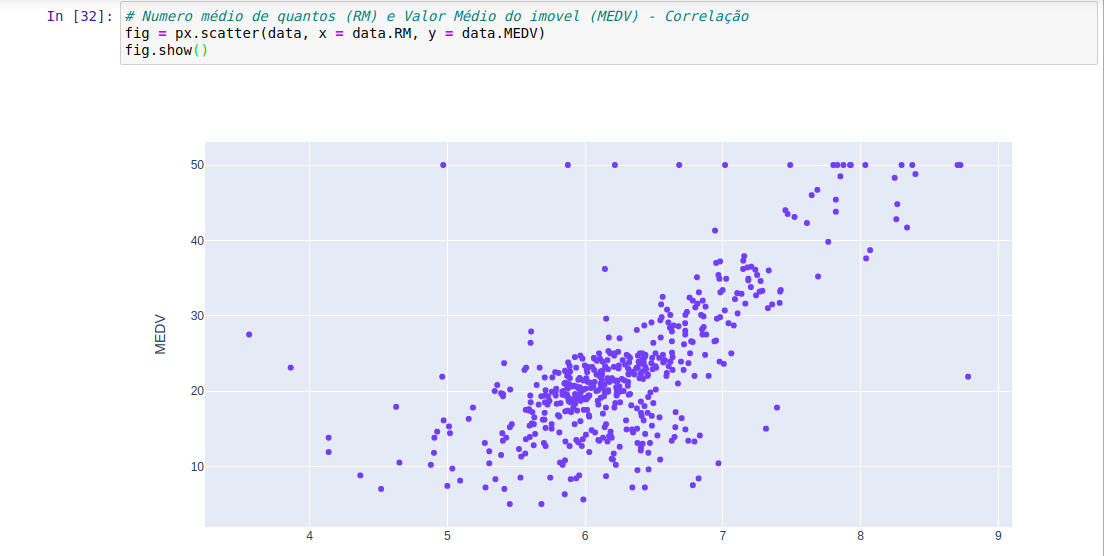 In [32]: # Numero médio de quantos (RM) e Valor Médio do imovel (MEDV) - Correlação
fig = px.scatter(data, x = data.RM, y = data.MEDV)
fig.show()
50
40
30
20
10
MEDV
4 5 6 7 8 9